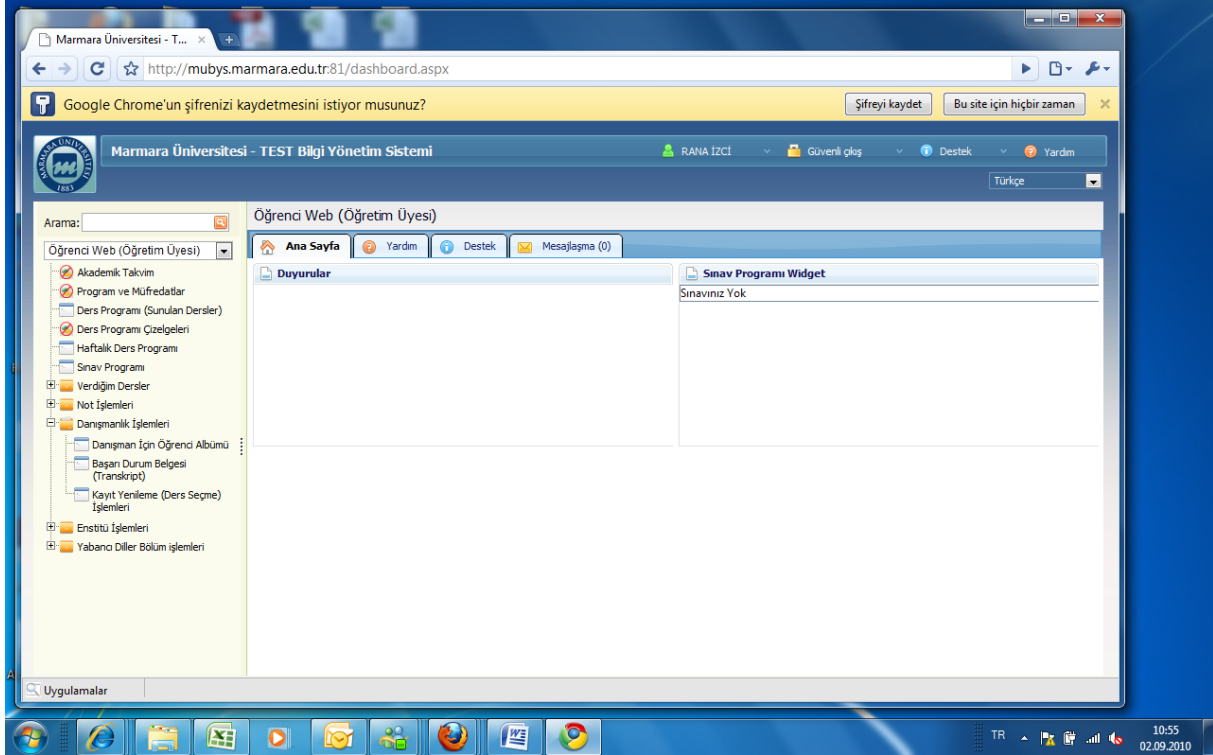 Marmara Üniversitesi - T...
http://mubys.marmara.edu.tr:81/dashboard.aspx
Google Chrome'un şifrenizi kaydetmesini istiyor musunuz?
Şifreyi kaydet
Bu site için hiçbir zaman
MARMARA ÜNİVERSİTESİ
1883
Marmara Üniversitesi - TEST Bilgi Yönetim Sistemi
RANA İZCİ
Güvenli çıkış
Destek
Yardım
Türkçe
Arama:
Öğrenci Web (Öğretim Üyesi)
Akademik Takvim
Program ve Müfredatlar
Ders Programı (Sunulan Dersler)
Ders Programı Çizelgeleri
Haftalık Ders Programı
Sınav Programı
Verdiğim Dersler
Not İşlemleri
Danışmanlık İşlemleri
Danışman İçin Öğrenci Albümü
Başarı Durum Belgesi
(Transkript)
Kayıt Yenileme (Ders Seçme)
İşlemleri
Enstitü İşlemleri
Yabancı Diller Bölüm işlemleri
Öğrenci Web (Öğretim Üyesi)
Ana Sayfa
Yardım
Destek
Mesajlaşma (0)
Duyurular
Sınav Programı Widget
Sınavınız Yok
Uygulamalar
TR
10:55
02.09.2010